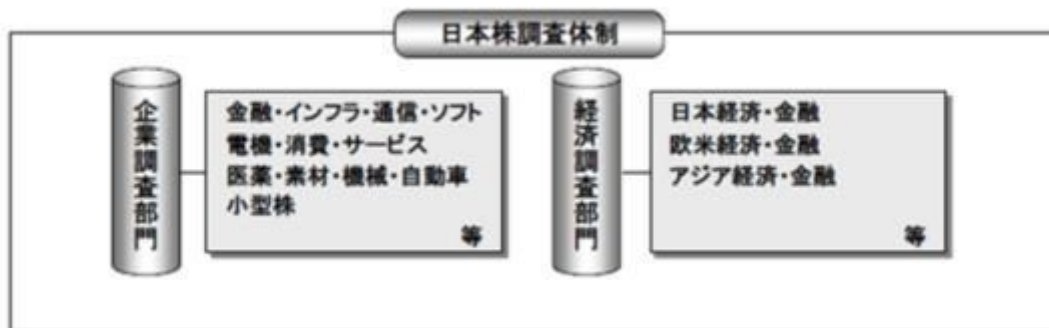 日本株調査体制
企業調査部門
金融・インフラ・通信・ソフト
電機・消費・サービス
医薬・素材・機械・自動車
小型株
等
経済調査部門
日本経済・金融
欧米経済・金融
アジア経済・金融
等